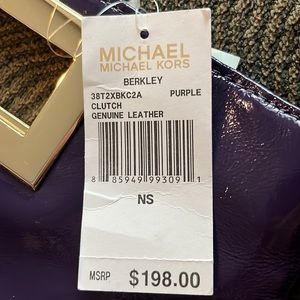 MICHAEL
MICHAEL KORS
BERKLEY
38T2XBKC2A PURPLE
CLUTCH
GENUINE LEATHER
8 85949 99309 1
NS
MSRP $198.00